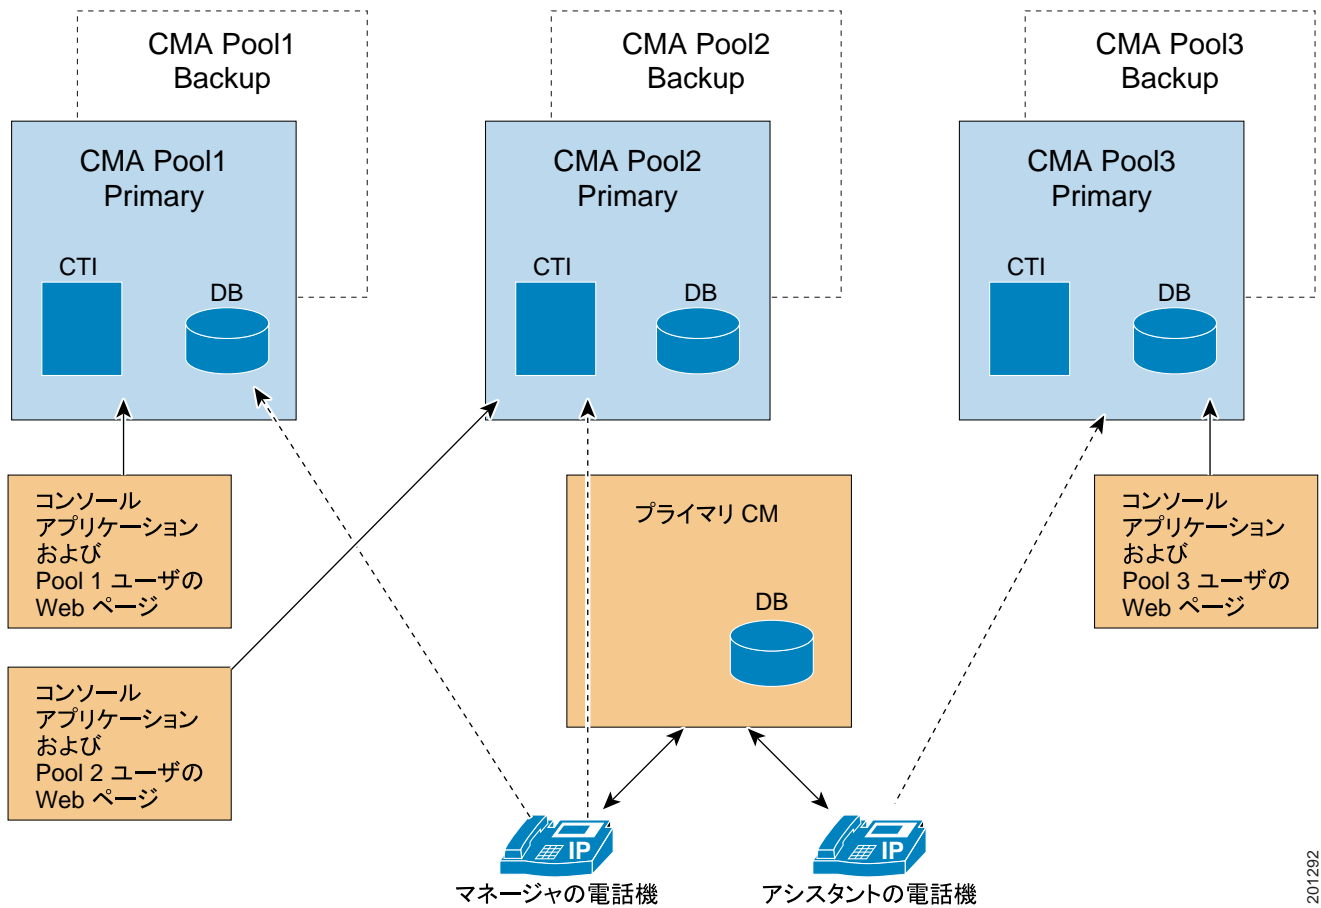 CMA Pool1
Backup
CMA Pool2
Backup
CMA Pool3
Backup
CMA Pool1
Primary
CMA Pool2
Primary
CMA Pool3
Primary
CTI
DB
CTI
DB
CTI
DB
コンソール
アプリケーション
および
Pool 1 ユーザの
Web ページ
プライマリ CM
DB
コンソール
アプリケーション
および
Pool 3 ユーザの
Web ページ
コンソール
アプリケーション
および
Pool 2 ユーザの
Web ページ
IP
マネージャの電話機
IP
アシスタントの電話機
201292